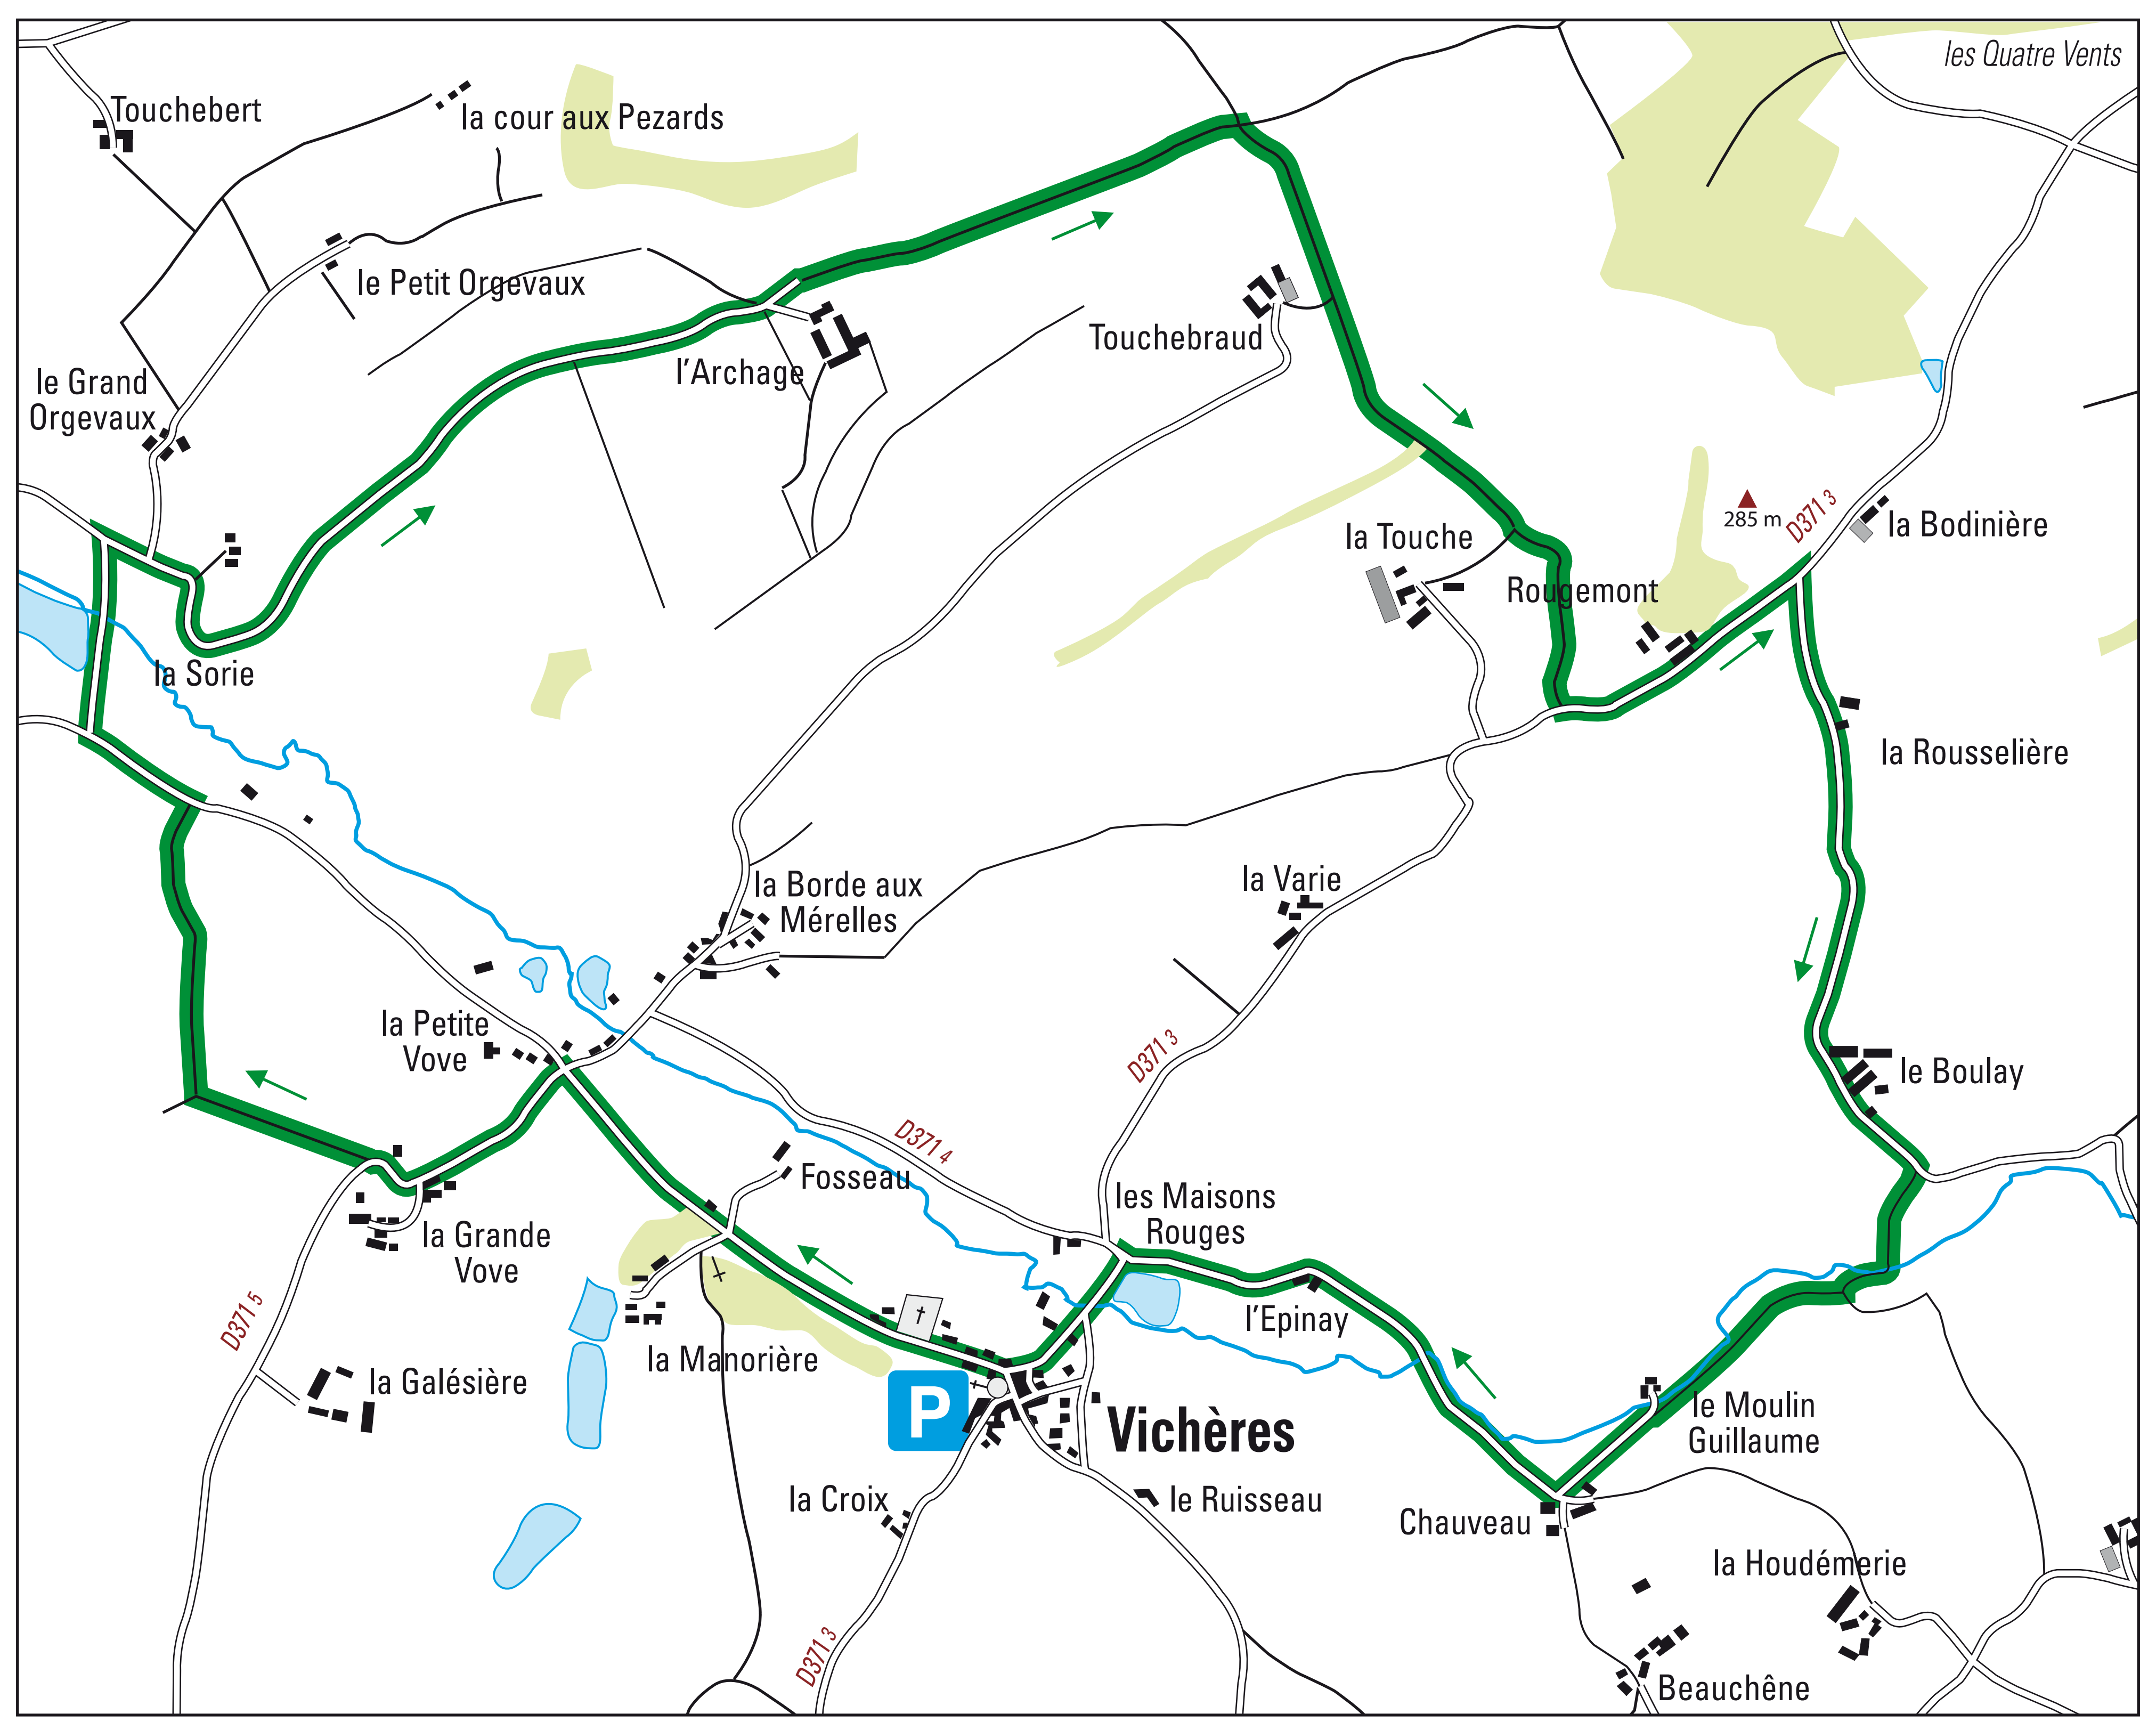 les Quatre Vents
Touchebert
la cour aux Pezards
le Petit Orgevaux
Touchebraud
l'Archage
le Grand
Orgevaux
285 m
D371 3
la Bodinière
la Touche
Rougemont
la Sorie
la Rousselière
la Varie
la Borde aux
Mérelles
la Petite
Vove
D371 3
le Boulay
D371 4
Fosseau
les Maisons
Rouges
la Grande
Vove
D371 5
l'Epinay
la Manorière
la Galésière
P
Vichères
le Moulin
Guillaume
la Croix
le Ruisseau
Chauveau
la Houdémerie
D371 3
Beauchêne